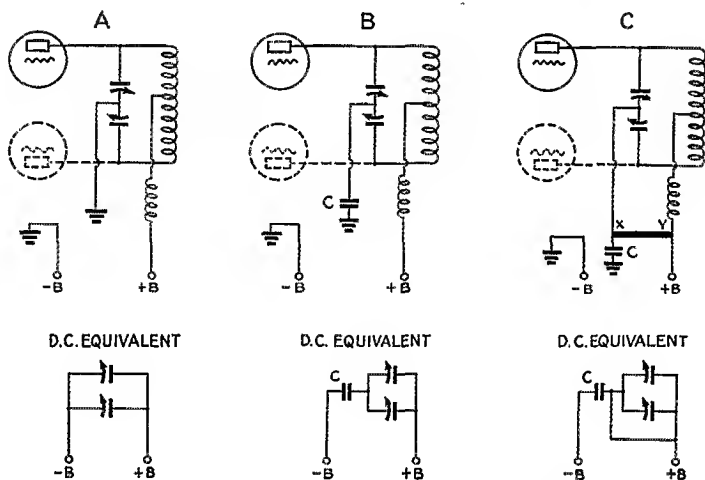 A
B
C
C
X Y
C
-B +B
-B +B
-B +B
D.C. EQUIVALENT
D.C. EQUIVALENT
D.C. EQUIVALENT
C
C
-B +B
-B +B
-B +B